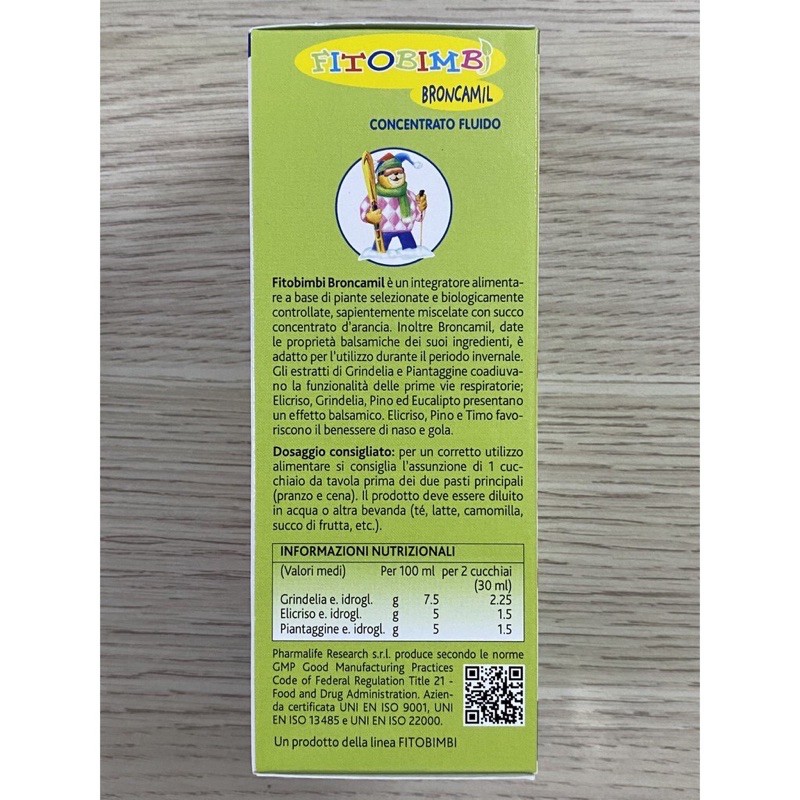 FITOBIMBi
BRONCAMIL
CONCENTRATO FLUIDO
Fitobimbi Broncamil è un integratore alimenta-
re a base di piante selezionate e biologicamente
controllate, sapientemente miscelate con succo
concentrato d'arancia. Inoltre Broncamil, date
le proprietà balsamiche dei suoi ingredienti, è
adatto per l'utilizzo durante il periodo invernale.
Gli estratti di Grindelia e Piantaggine coadiuva-
no la funzionalità delle prime vie respiratorie;
Elicriso, Grindelia, Pino ed Eucalipto presentano
un effetto balsamico. Elicriso, Pino e Timo favo-
riscono il benessere di naso e gola.
Dosaggio consigliato: per un corretto utilizzo
alimentare si consiglia l'assunzione di 1 cuc-
chiaio da tavola prima dei due pasti principali
(pranzo e cena). Il prodotto deve essere diluito
in acqua o altra bevanda (té, latte, camomilla,
succo di frutta, etc.).
INFORMAZIONI NUTRIZIONALI
(Valori medi) Per 100 ml per 2 cucchiai
(30 ml)
Grindelia e. idrogl. g 7.5 2.25
Elicriso e. idrogl. g 5 1.5
Piantaggine e. idrogl. g 5 1.5
Pharmalife Research s.r.l. produce secondo le norme
GMP Good Manufacturing Practices
Code of Federal Regulation Title 21 -
Food and Drug Administration. Azien-
da certificata UNI EN ISO 9001, UNI
EN ISO 13485 e UNI EN ISO 22000.
Un prodotto della linea FITOBIMBI